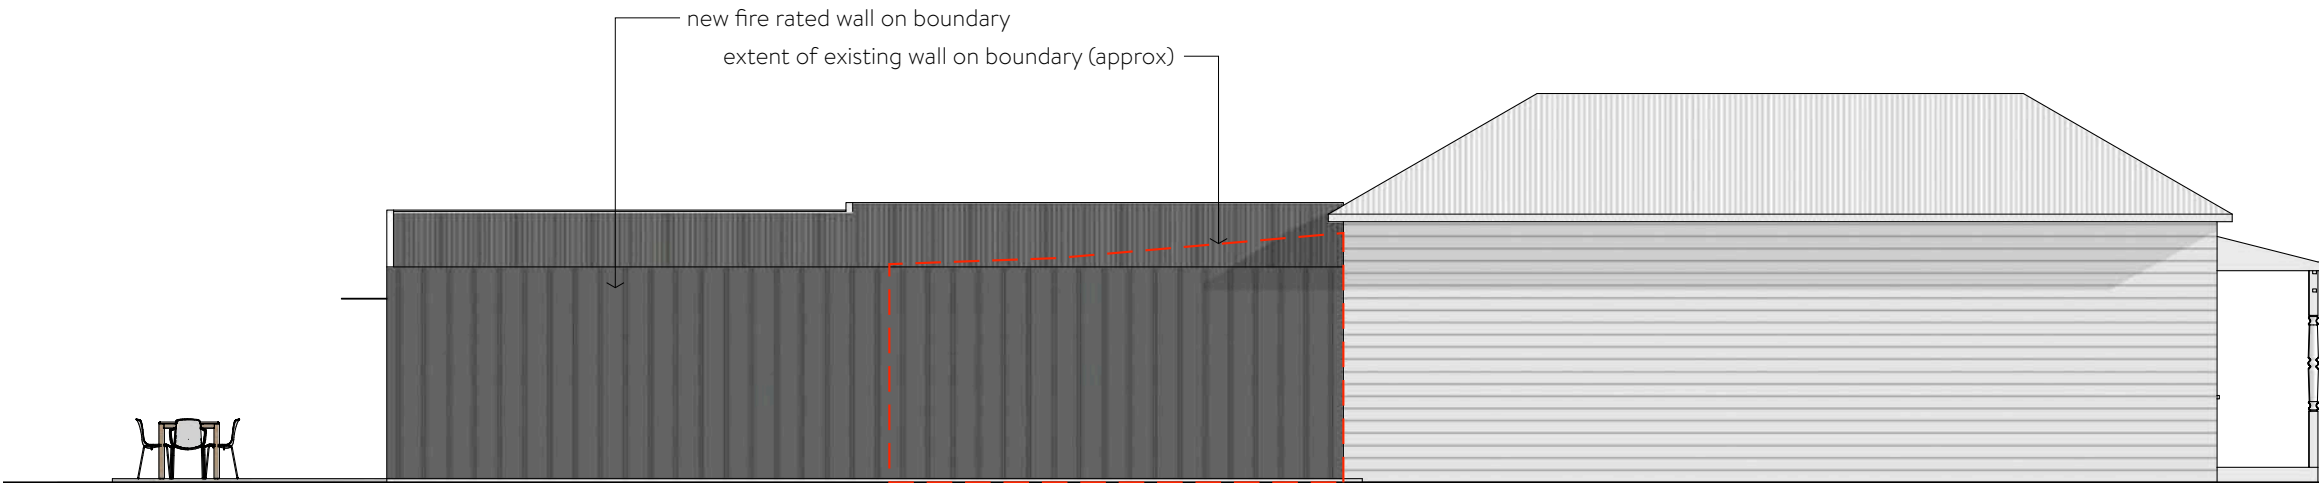 new fire rated wall on boundary
extent of existing wall on boundary (approx)